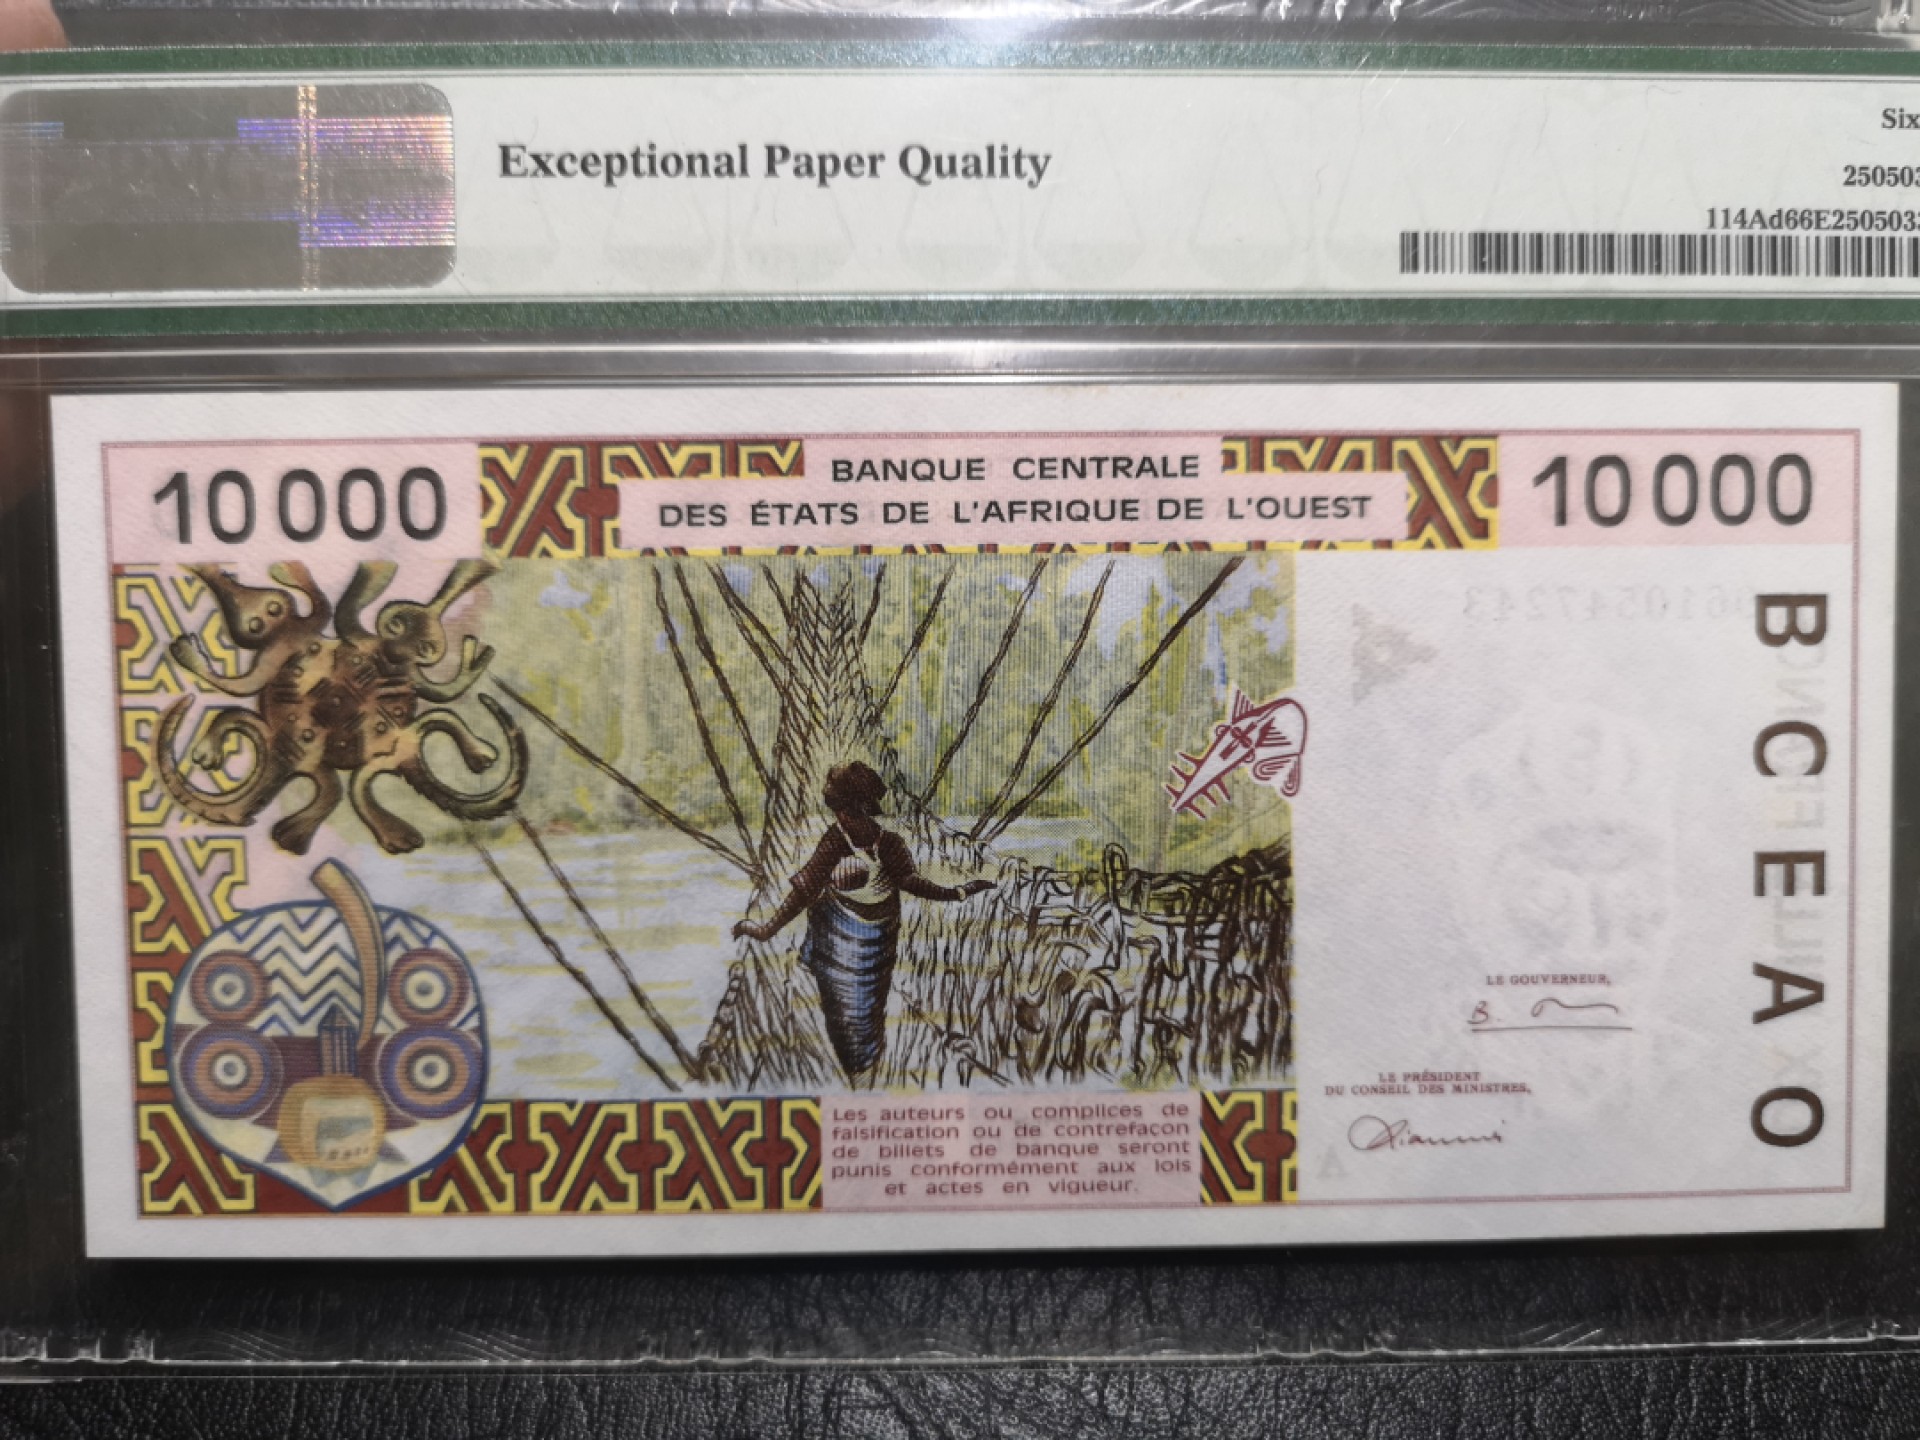 Exceptional Paper Quality
Six
250503
114Ad66E2505033
10 000
BANQUE CENTRALE
DES ÉTATS DE L'AFRIQUE DE L'OUEST
10 000
BCEAO
LE GOUVERNEUR,
LE PRÉSIDENT
DU CONSEIL DES MINISTRES,
Les auteurs ou complices de
falsification ou de contrefaçon
de billets de banque seront
punis conformément aux lois
et actes en vigueur.